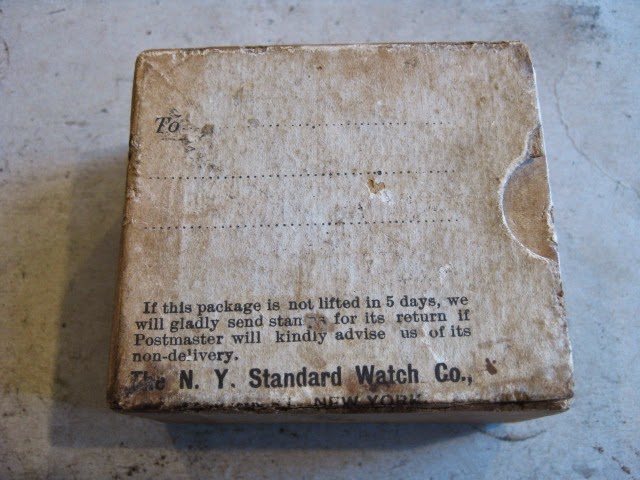 To
If this package is not lifted in 5 days, we
will gladly send for its return if
Postmaster will kindly advise us of its
non-delivery.
The N. Y. Standard Watch Co.,
NEW YORK